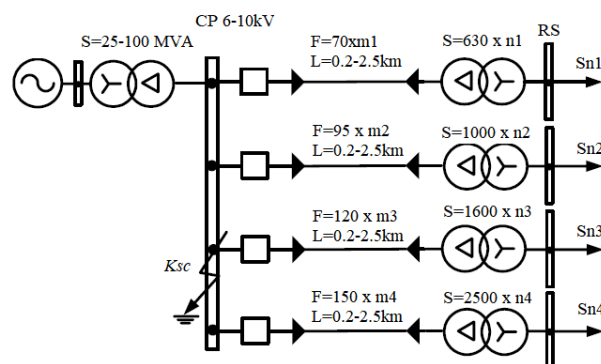 CP 6-10kV
RS
S=25-100 MVA
F=70xm1
L=0.2-2.5km
S=630 x n1
Sn1
F=95 x m2
L=0.2-2.5km
S=1000 x n2
Sn2
F=120 x m3
L=0.2-2.5km
S=1600 x n3
Sn3
Ksc
F=150 x m4
L=0.2-2.5km
S=2500 x n4
Sn4